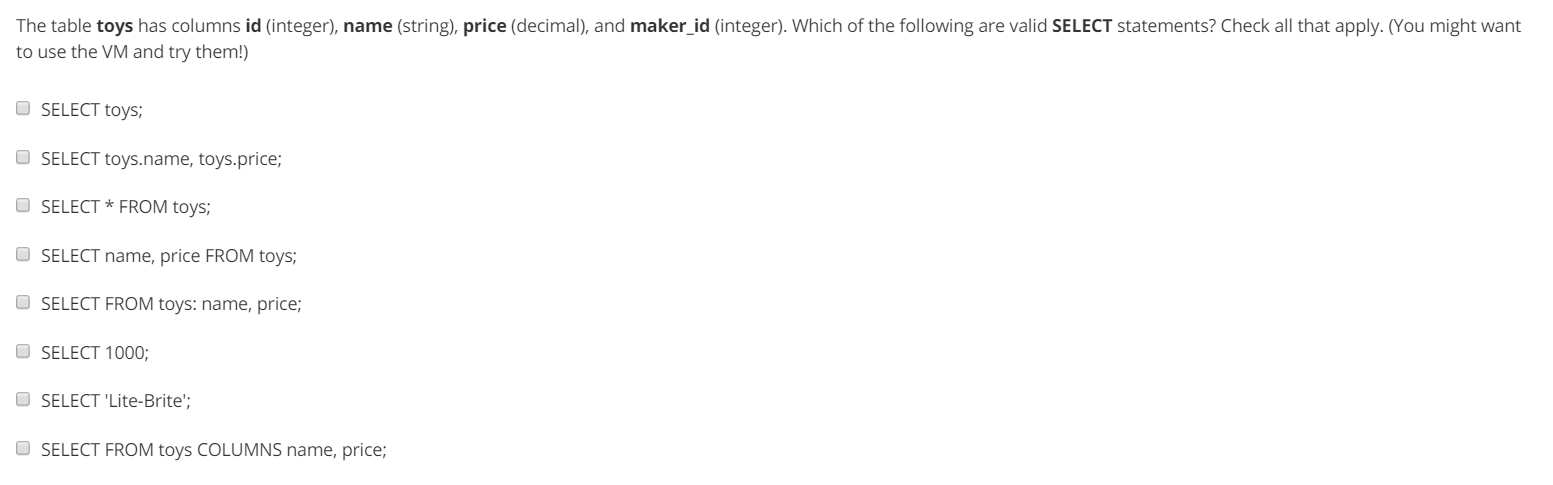 The table toys has columns id (integer), name (string), price (decimal), and maker_id (integer). Which of the following are valid SELECT statements? Check all that apply. (You might want
to use the VM and try them!)
SELECT toys;
SELECT toys.name, toys.price;
SELECT * FROM toys;
SELECT name, price FROM toys;
SELECT FROM toys: name, price;
SELECT 1000;
SELECT 'Lite-Brite';
SELECT FROM toys COLUMNS name, price;